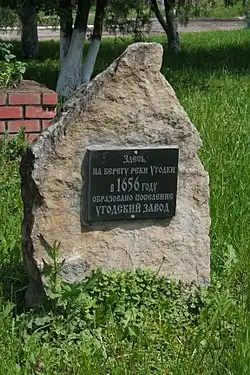 Здесь,
на берегу реки Угодки
в 1656 году
образовано поселение
Угодский Завод